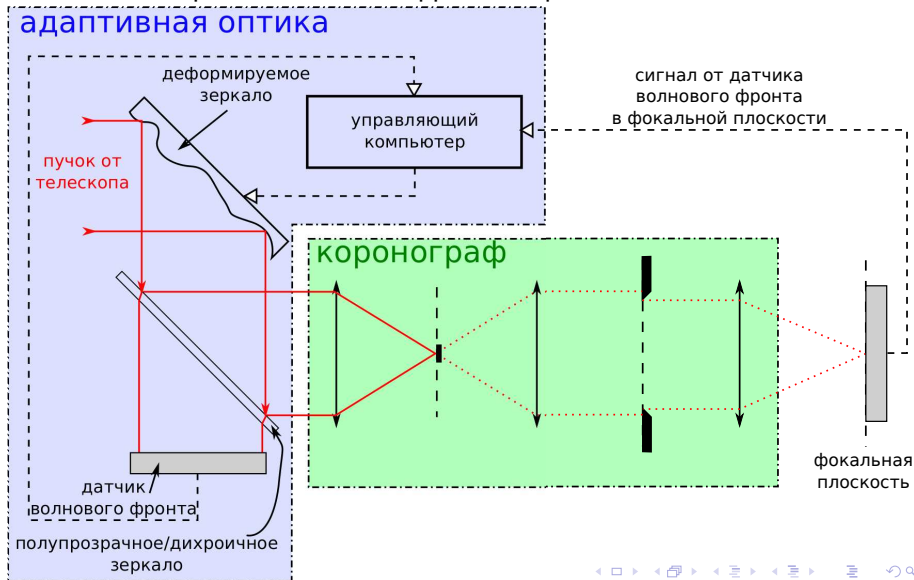 адаптивная оптика
деформируемое
зеркало
управляющий
компьютер
сигнал от датчика
волнового фронта
в фокальной плоскости
пучок от
телескопа
коронограф
датчик
волнового фронта
полупрозрачное/дихроичное
зеркало
фокальная
плоскость